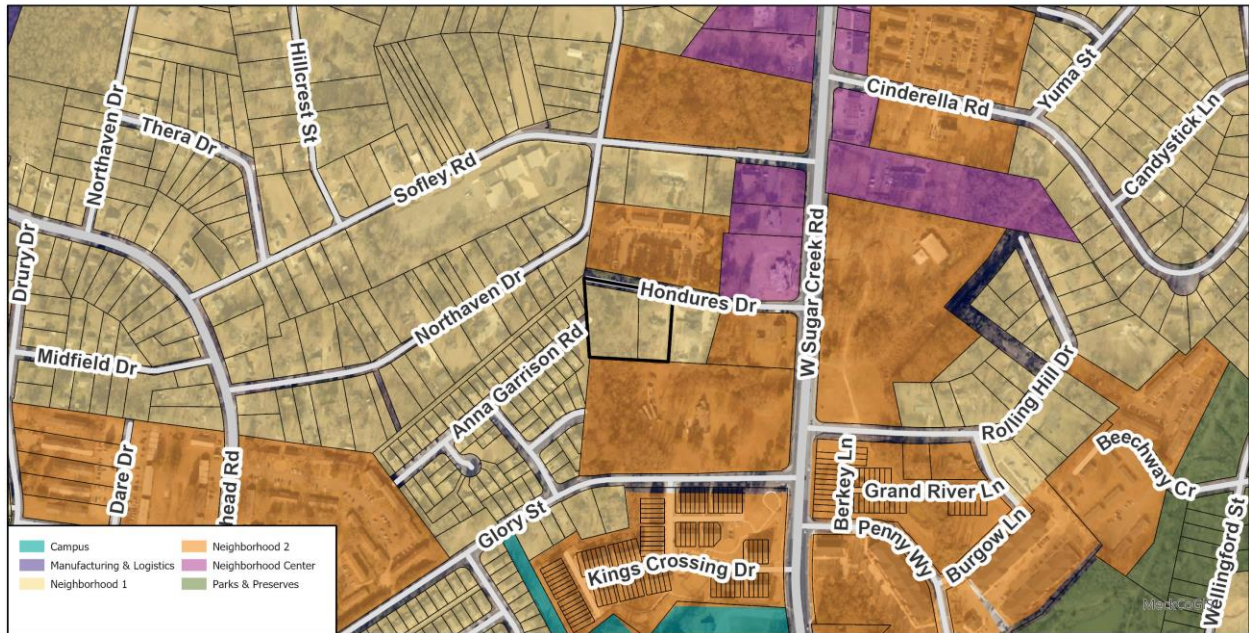 Northaven Dr
Thera Dr
Hillcrest St
Sofley Rd
Cinderella Rd
Yuma St
Candystick Ln
Drury Dr
Midfield Dr
Northaven Dr
Anna Garrison Rd
Hondures Dr
W Sugar Creek Rd
Rolling Hill Dr
Dare Dr
head Rd
Glory St
Kings Crossing Dr
Berkey Ln
Grand River Ln
Penny Wy
Burgow Ln
Beechway Cr
Wellingford St
Campus
Manufacturing & Logistics
Neighborhood 1
Neighborhood 2
Neighborhood Center
Parks & Preserves